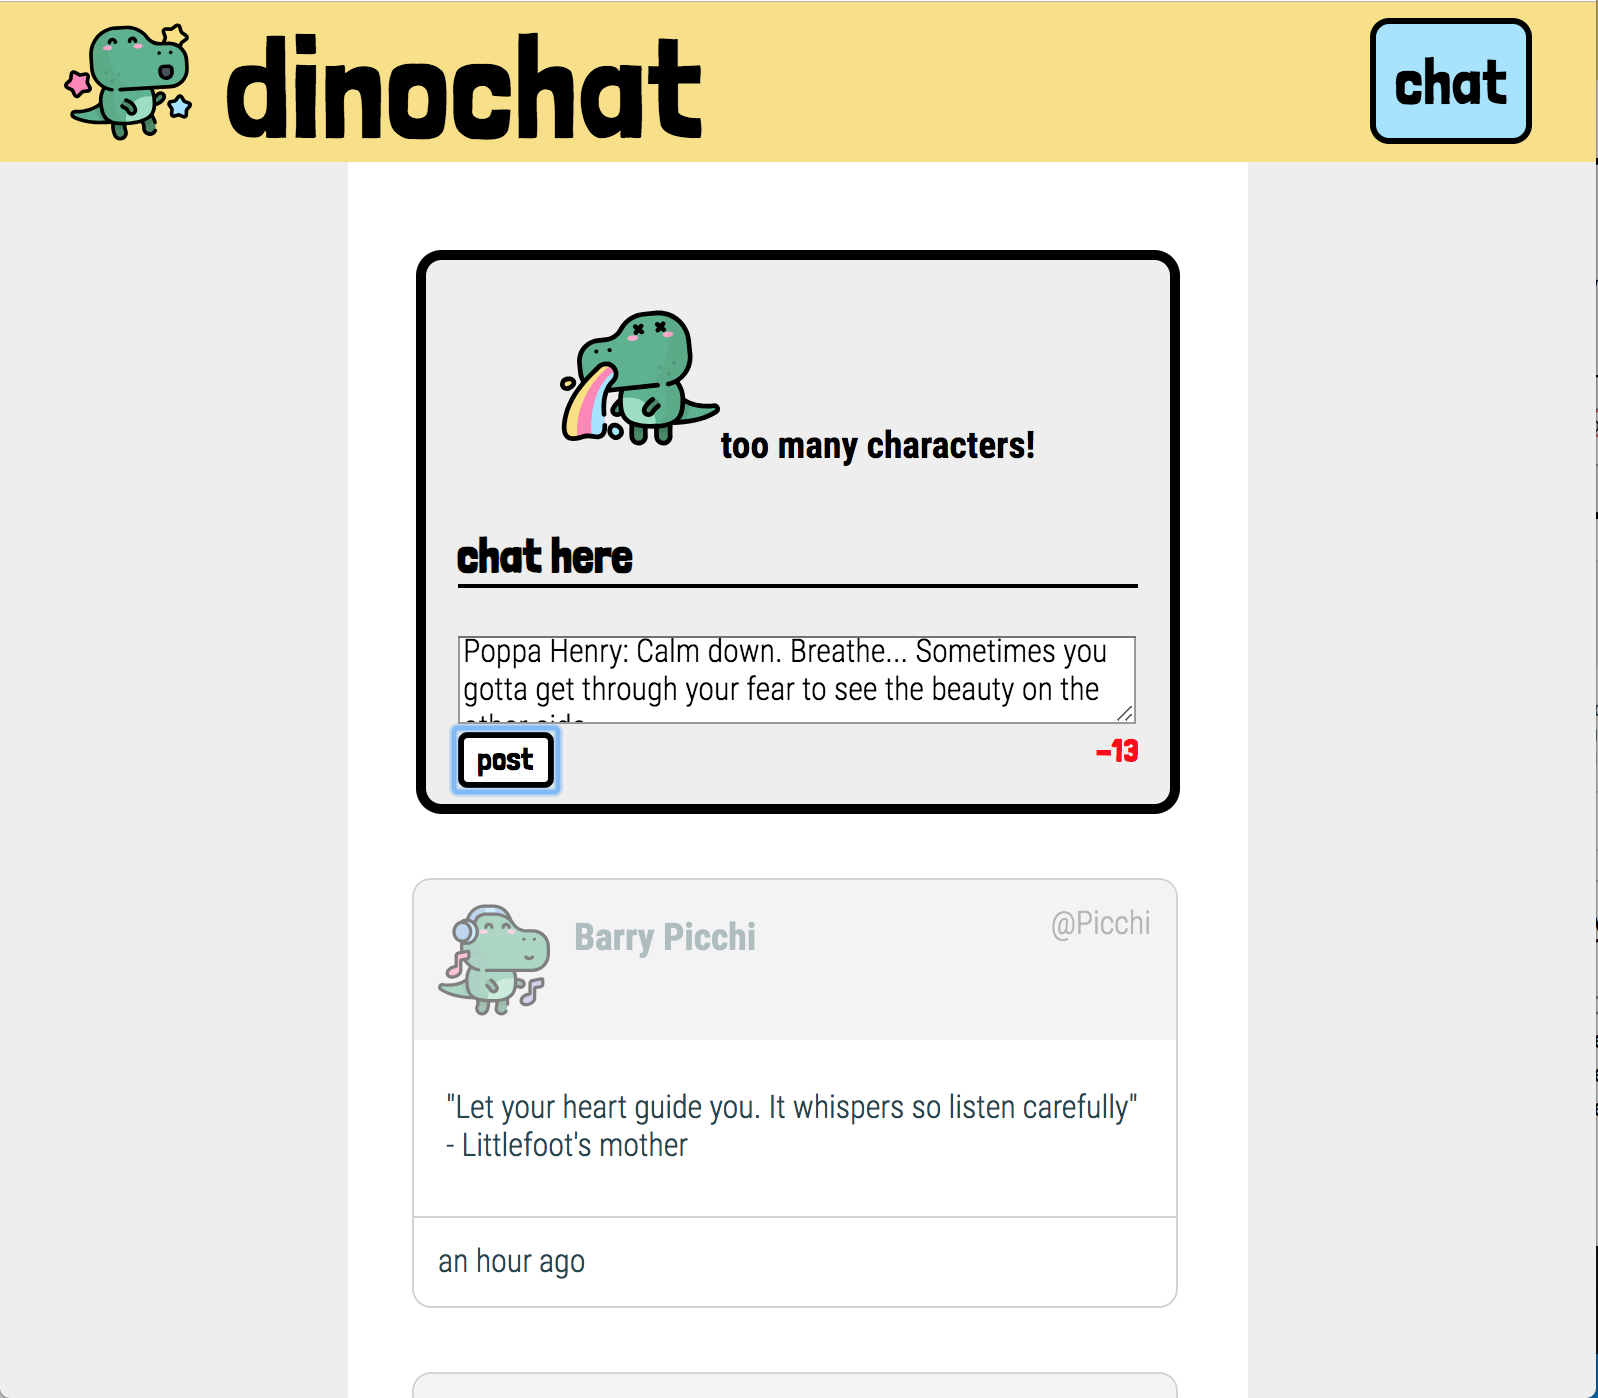 dinochat
chat
too many characters!
chat here
Poppa Henry: Calm down. Breathe... Sometimes you
gotta get through your fear to see the beauty on the
other side
post
-13
Barry Picchi
@Picchi
"Let your heart guide you. It whispers so listen carefully"
- Littlefoot's mother
an hour ago